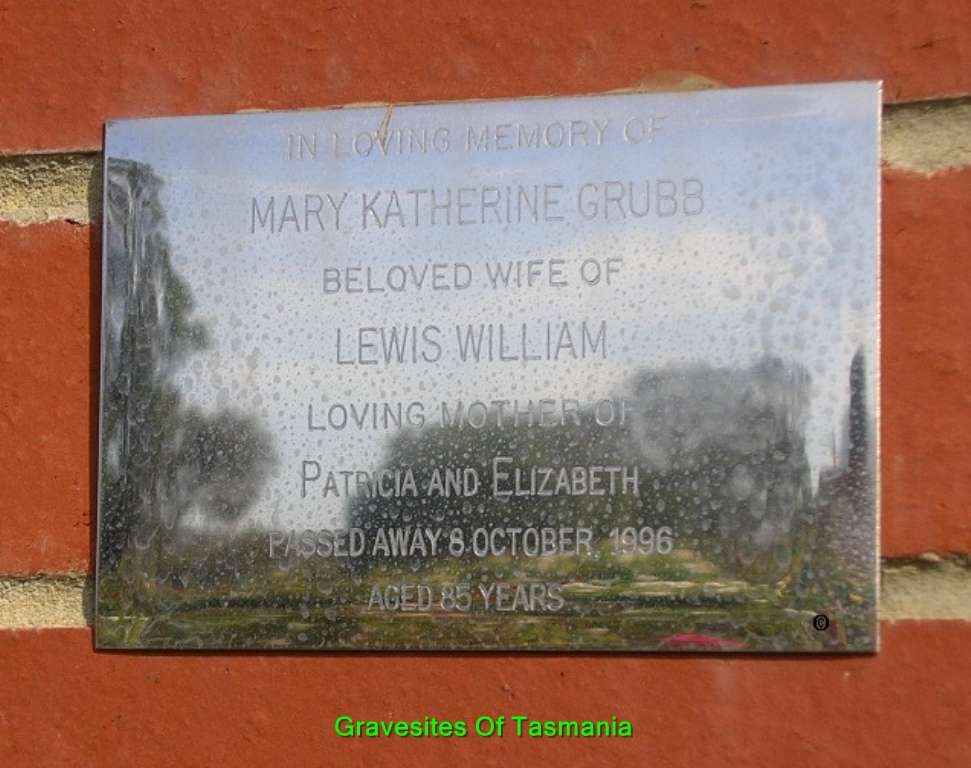 IN LOVING MEMORY OF
MARY KATHERINE GRUBB
BELOVED WIFE OF
LEWIS WILLIAM
LOVING MOTHER OF
PATRICIA AND ELIZABETH
PASSED AWAY 8 OCTOBER, 1996
AGED 85 YEARS
©
Gravesites Of Tasmania